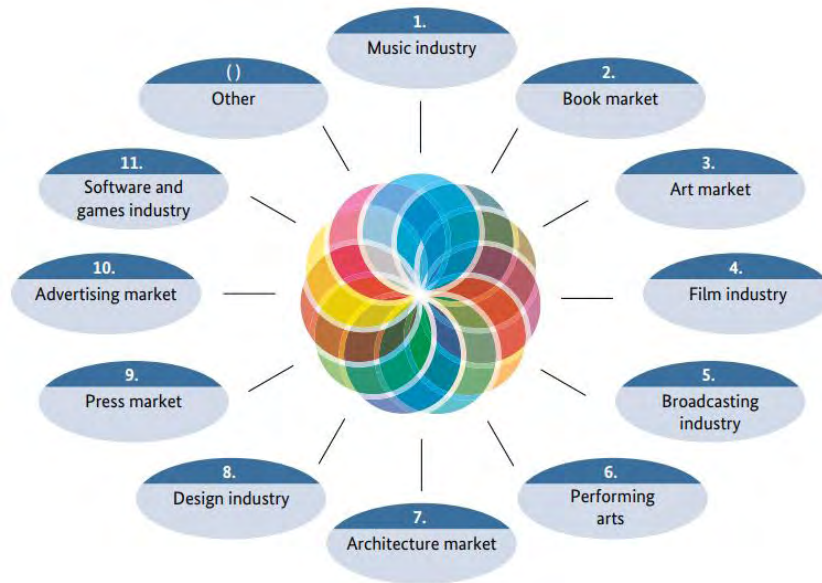 1.
Music industry
2.
Book market
3.
Art market
4.
Film industry
5.
Broadcasting
industry
6.
Performing
arts
7.
Architecture market
8.
Design industry
9.
Press market
10.
Advertising market
11.
Software and
games industry
( )
Other